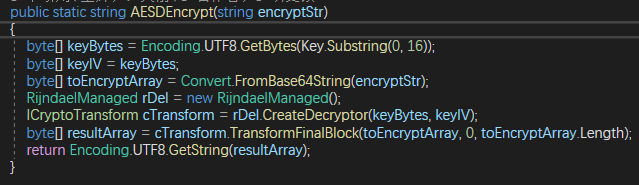 public static string AESDEncrypt(string encryptStr)
{
byte[] keyBytes = Encoding.UTF8.GetBytes(Key.Substring(0, 16));
byte[] keyIV = keyBytes;
byte[] toEncryptArray = Convert.FromBase64String(encryptStr);
RijndaelManaged rDel = new RijndaelManaged();
ICryptoTransform cTransform = rDel.CreateDecryptor(keyBytes, keyIV);
byte[] resultArray = cTransform.TransformFinalBlock(toEncryptArray, 0, toEncryptArray.Length);
return Encoding.UTF8.GetString(resultArray);
}